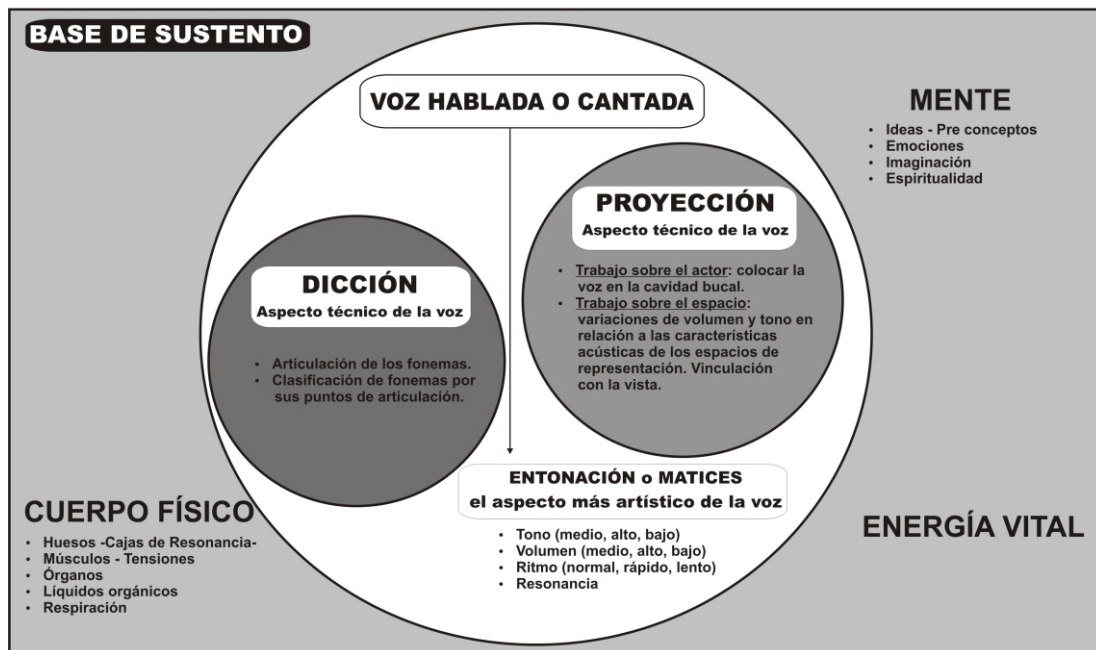 BASE DE SUSTENTO
VOZ HABLADA O CANTADA
MENTE
• Ideas - Pre conceptos
• Emociones
• Imaginación
• Espiritualidad
PROYECCIÓN
Aspecto técnico de la voz
• Trabajo sobre el actor: colocar la
voz en la cavidad bucal.
• Trabajo sobre el espacio:
variaciones de volumen y tono en
relación a las características
acústicas de los espacios de
representación. Vinculación
con la vista.
DICCIÓN
Aspecto técnico de la voz
• Articulación de los fonemas.
• Clasificación de fonemas por
sus puntos de articulación.
ENTONACIÓN o MATICES
el aspecto más artístico de la voz
• Tono (medio, alto, bajo)
• Volumen (medio, alto, bajo)
• Ritmo (normal, rápido, lento)
• Resonancia
CUERPO FÍSICO
• Huesos -Cajas de Resonancia-
• Músculos - Tensiones
• Órganos
• Líquidos orgánicos
• Respiración
ENERGÍA VITAL